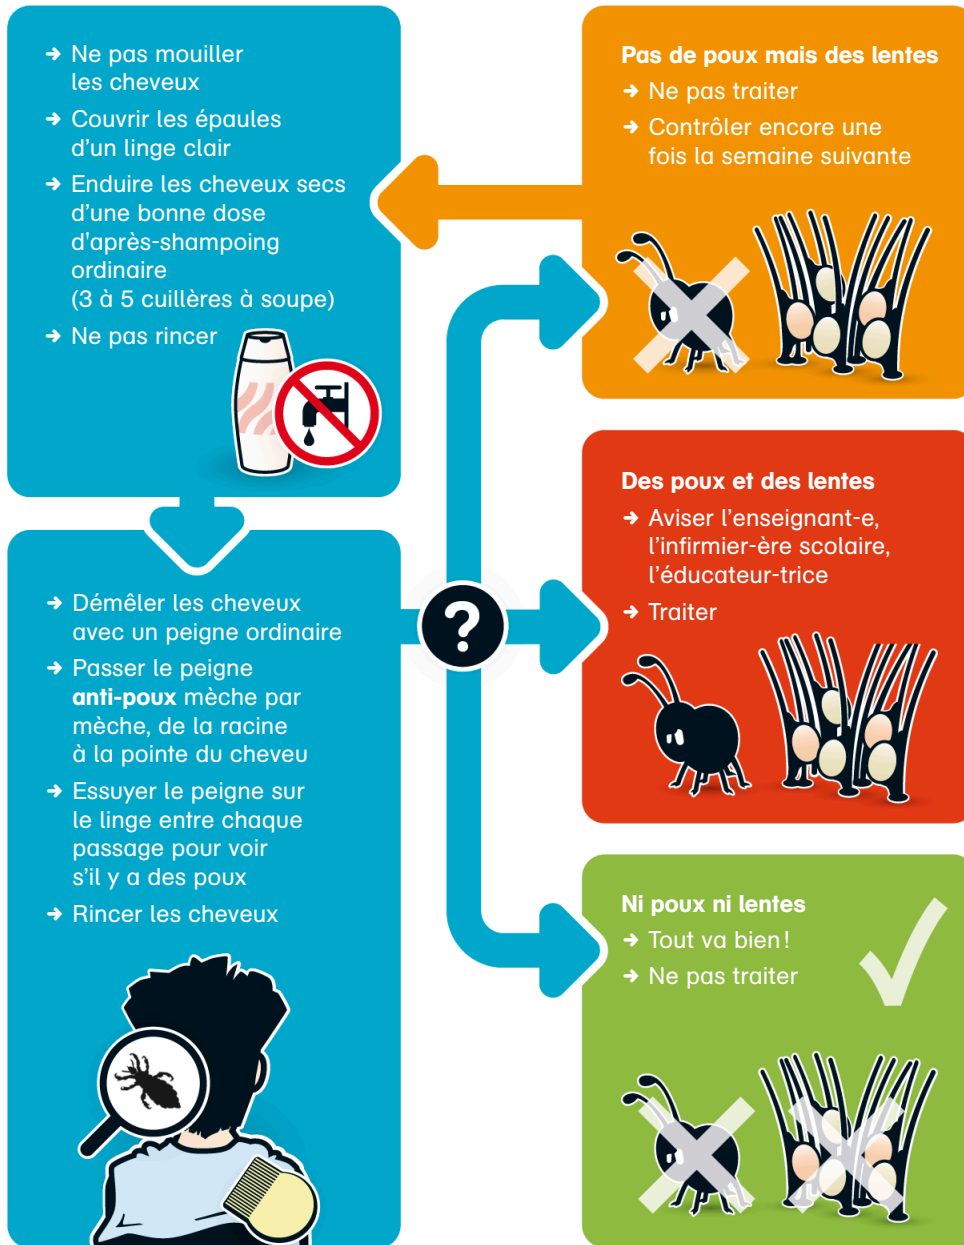 → Ne pas mouiller
les cheveux
→ Couvrir les épaules
d'un linge clair
→ Enduire les cheveux secs
d'une bonne dose
d'après-shampoing
ordinaire
(3 à 5 cuillères à soupe)
→ Ne pas rincer
→ Démêler les cheveux
avec un peigne ordinaire
→ Passer le peigne
anti-poux mèche par
mèche, de la racine
à la pointe du cheveu
→ Essuyer le peigne sur
le linge entre chaque
passage pour voir
s'il y a des poux
→ Rincer les cheveux
?
Pas de poux mais des lentes
→ Ne pas traiter
→ Contrôler encore une
fois la semaine suivante
Des poux et des lentes
→ Aviser l'enseignant-e,
l'infirmier-ère scolaire,
l'éducateur-trice
→ Traiter
Ni poux ni lentes
→ Tout va bien !
→ Ne pas traiter